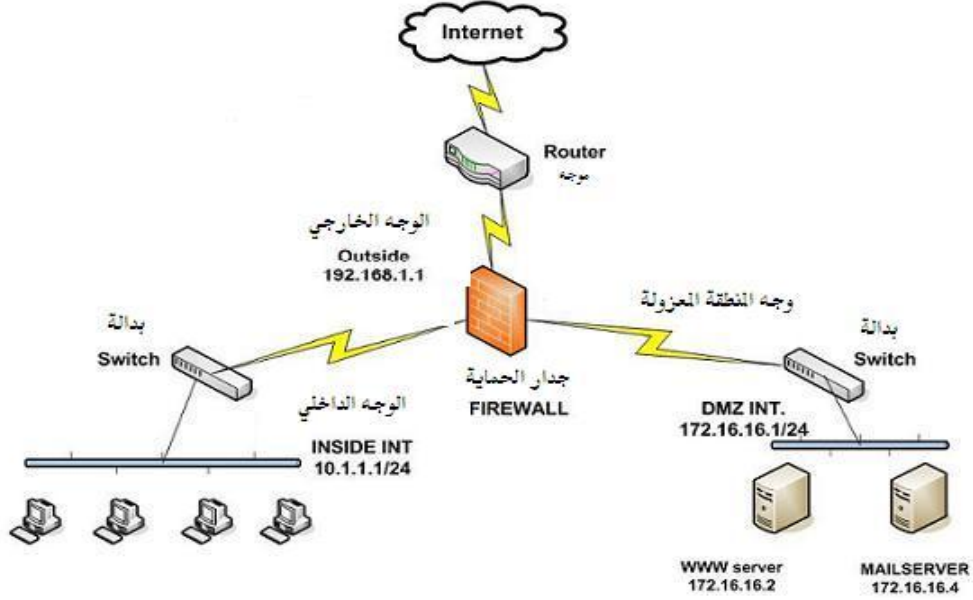 Internet
Router
موجه
الوجه الخارجي
Outside
192.168.1.1
وجه المنطقة المعزولة
بدالة
Switch
بدالة
Switch
جدار الحماية
FIREWALL
الوجه الداخلي
INSIDE INT
10.1.1.1/24
DMZ INT.
172.16.16.1/24
WWW server
172.16.16.2
MAILSERVER
172.16.16.4